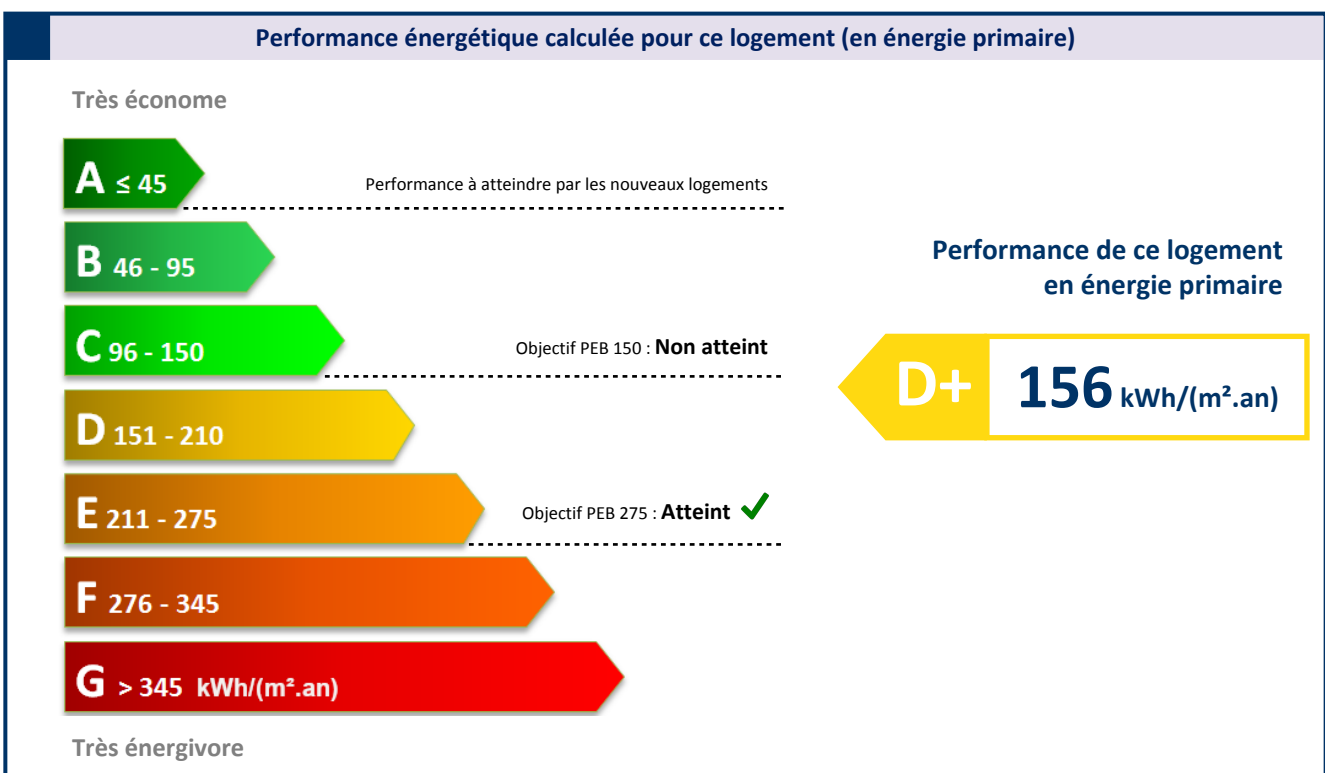 Performance énergétique calculée pour ce logement (en énergie primaire)
Très économe
A ≤ 45
Performance à atteindre par les nouveaux logements
B 46 - 95
Performance de ce logement
en énergie primaire
C 96 - 150
Objectif PEB 150 : Non atteint
D+ 156 kWh/(m².an)
D 151 - 210
E 211 - 275
Objectif PEB 275 : Atteint ✓
F 276 - 345
G > 345 kWh/(m².an)
Très énergivore